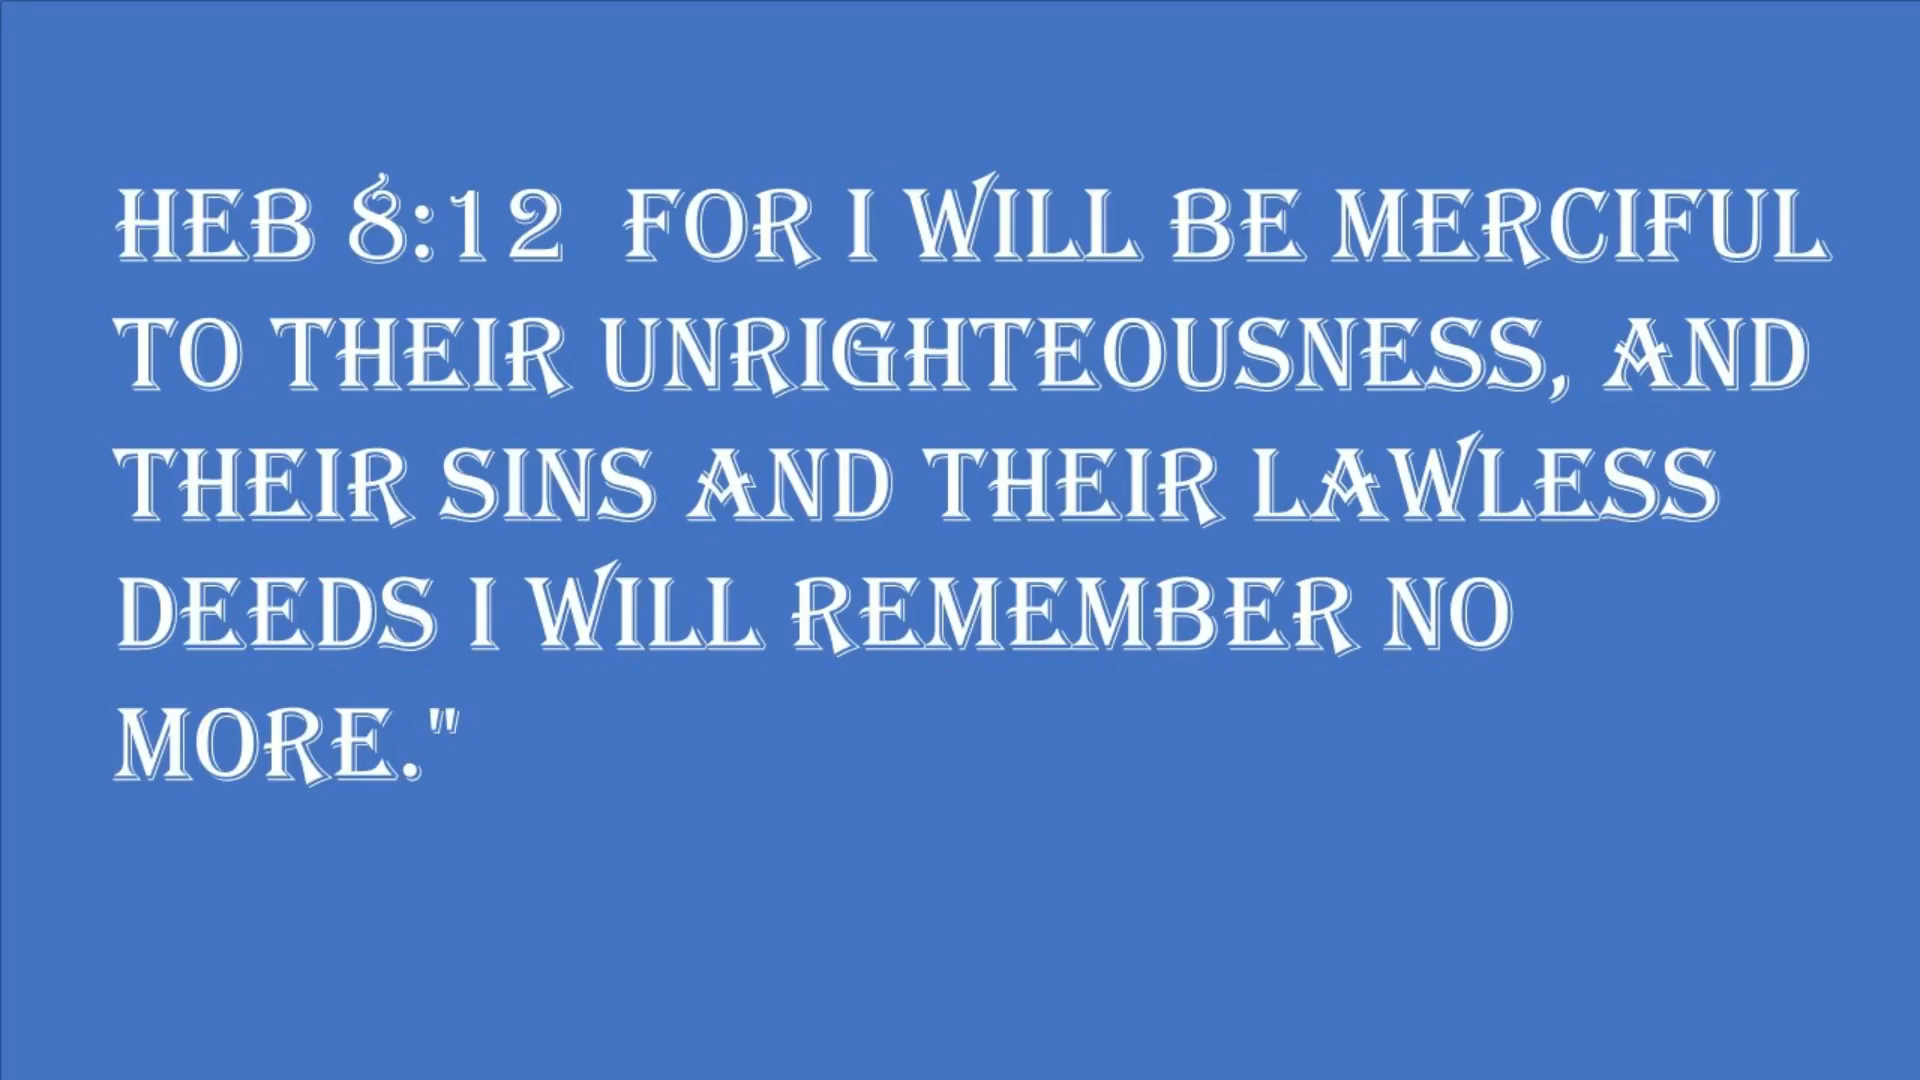 HEB 8:12  FOR I WILL BE MERCIFUL
TO THEIR UNRIGHTEOUSNESS, AND
THEIR SINS AND THEIR LAWLESS
DEEDS I WILL REMEMBER NO
MORE."